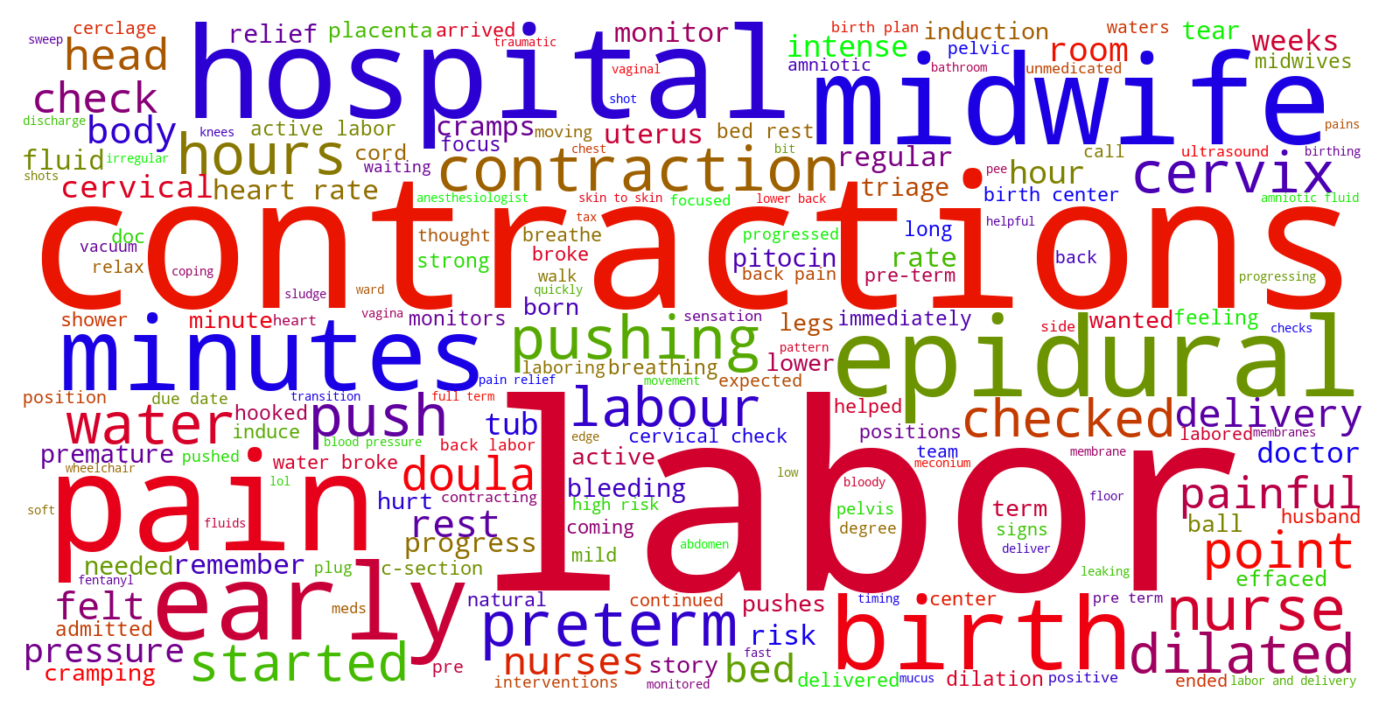 cerclage
relief
placenta
arrived
monitor
birth plan
induction
waters
tear
weeks
sweep
head
hospital
traumatic
vaginal
intense
pelvic
room
midwives
amniotic
bathroom
unmedicated
midwife
check
shot
discharge
body
knees
active labor
cramps
moving
uterus
bed rest
pains
focus
chest
bit
regular
call
ultrasound
birthing
fluid
irregular
hours
cord
waiting
contraction
hour
cervix
shots
cervical
heart rate
triage
pee
birth center
anesthesiologist
skin to skin
focused
lower back
amniotic fluid
contractions
doc
vacuum
thought
breathe
tax
progressed
long
helpful
relax
coping
strong
broke
pitocin
rate
back
walk
back pain
pre-term
progressing
sludge
ward
quickly
shower
minute
heart
vagina
monitors
born
sensation
legs
immediately
side
wanted
feeling
checks
minutes
pushing
lower
pattern
epidural
laboring
breathing
pain relief
movement
expected
position
due date
transition
full term
labour
helped
checked
delivery
water
hooked
push
tub
induce
blood pressure
back labor
edge
cervical check
positions
labored
membranes
premature
pushed
team
membrane
doctor
wheelchair
water broke
doula
active
meconium
pain
lol
hurt
contracting
bleeding
low
bloody
labor
painful
soft
fluids
rest
high risk
pelvis
term
floor
coming
degree
signs
ball
husband
progress
mild
abdomen
deliver
point
needed
remember
plug
c-section
leaking
fentanyl
effaced
felt
early
meds
natural
continued
pushes
timing
center
pre term
nurse
admitted
preterm
risk
birth
pressure
started
fast
dilated
cramping
pre
nurses
story
bed
interventions
monitored
delivered
mucus
dilation
positive
ended
labor and delivery